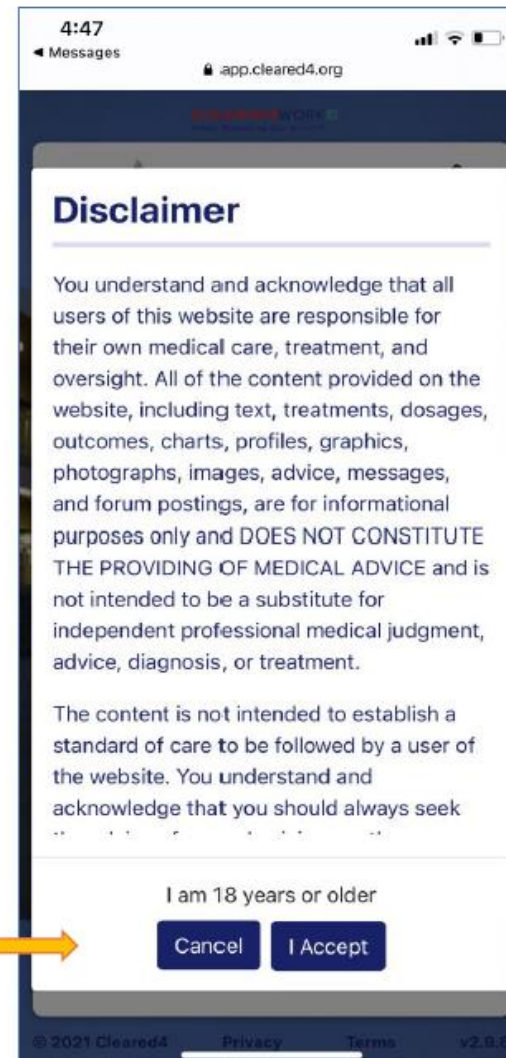 4:47
Messages
app.cleared4.org
WORK
Disclaimer
You understand and acknowledge that all
users of this website are responsible for
their own medical care, treatment, and
oversight. All of the content provided on the
website, including text, treatments, dosages,
outcomes, charts, profiles, graphics,
photographs, images, advice, messages,
and forum postings, are for informational
purposes only and DOES NOT CONSTITUTE
THE PROVIDING OF MEDICAL ADVICE and is
not intended to be a substitute for
independent professional medical judgment,
advice, diagnosis, or treatment.
The content is not intended to establish a
standard of care to be followed by a user of
the website. You understand and
acknowledge that you should always seek
I am 18 years or older
Cancel I Accept
© 2021 Cleared4 Privacy Terms